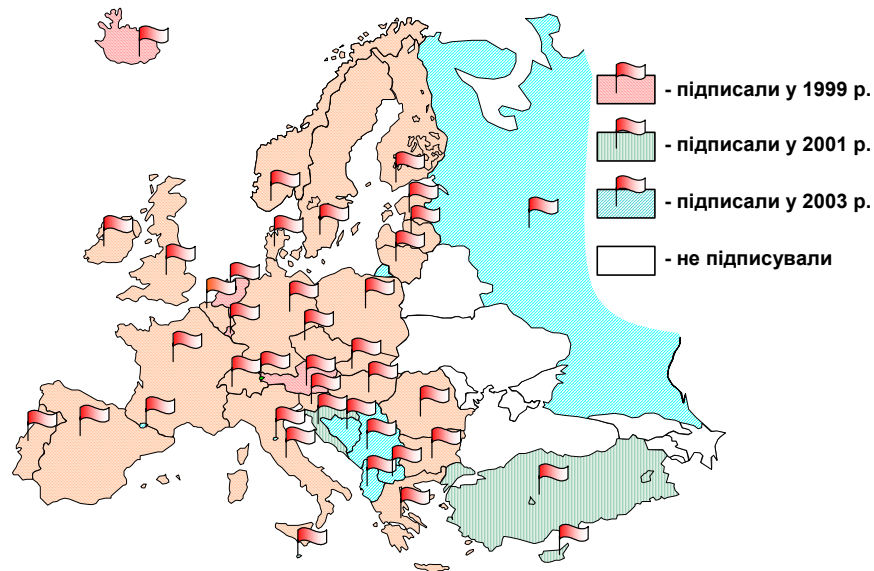 - підписали у 1999 р.
- підписали у 2001 р.
- підписали у 2003 р.
- не підписували